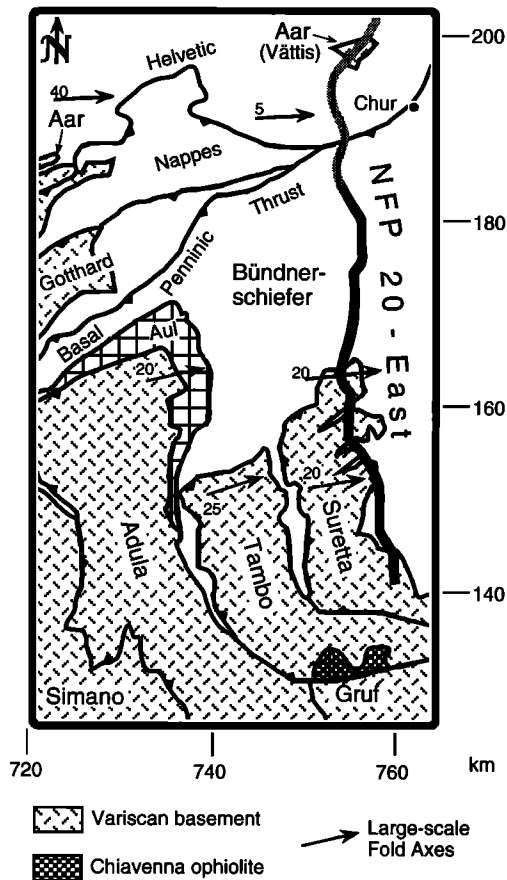 N
Aar
(Vättis)
200
Helvetic
40
5
Chur
Aar
Nappes
Thrust
NFP 20-East
180
Gotthard
Penninic
Bündner-
schiefer
Basal
Aul
20
20
160
20
25
Adula
Tambo
Suretta
140
Simano
Gruf
720
740
760
km
Variscan basement
Large-scale
Fold Axes
Chiavenna ophiolite